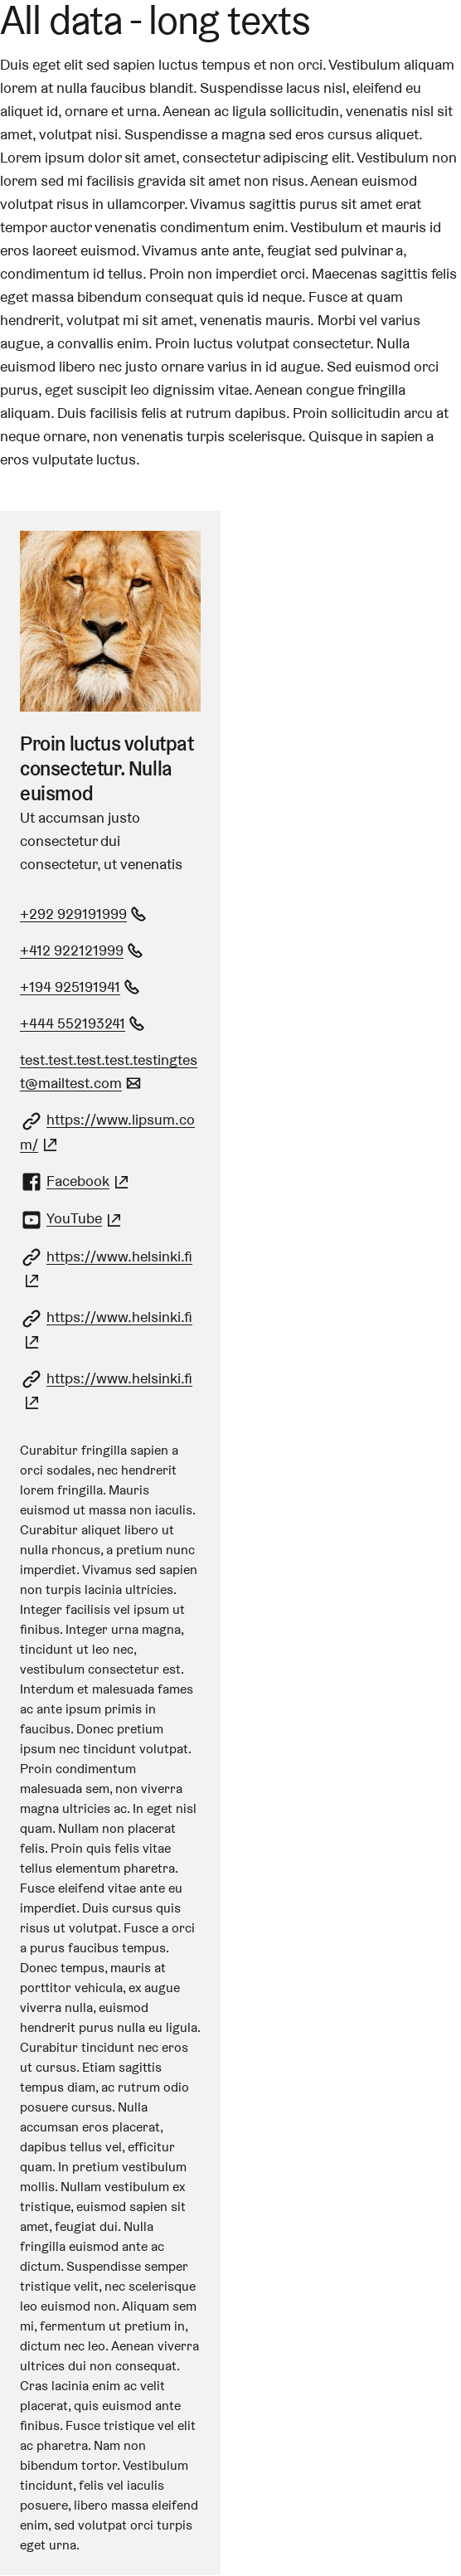 All data - long texts
Duis eget elit sed sapien luctus tempus et non orci. Vestibulum aliquam
lorem at nulla faucibus blandit. Suspendisse lacus nisl, eleifend eu
aliquet id, ornare et urna. Aenean ac ligula sollicitudin, venenatis nisl sit
amet, volutpat nisi. Suspendisse a magna sed eros cursus aliquet.
Lorem ipsum dolor sit amet, consectetur adipiscing elit. Vestibulum non
lorem sed mi facilisis gravida sit amet non risus. Aenean euismod
volutpat risus in ullamcorper. Vivamus sagittis purus sit amet erat
tempor auctor venenatis condimentum enim. Vestibulum et mauris id
eros laoreet euismod. Vivamus ante ante, feugiat sed pulvinar a,
condimentum id tellus. Proin non imperdiet orci. Maecenas sagittis felis
eget massa bibendum consequat quis id neque. Fusce at quam
hendrerit, volutpat mi sit amet, venenatis mauris. Morbi vel varius
augue, a convallis enim. Proin luctus volutpat consectetur. Nulla
euismod libero nec justo ornare varius in id augue. Sed euismod orci
purus, eget suscipit leo dignissim vitae. Aenean congue fringilla
aliquam. Duis facilisis felis at rutrum dapibus. Proin sollicitudin arcu at
neque ornare, non venenatis turpis scelerisque. Quisque in sapien a
eros vulputate luctus.
Proin luctus volutpat
consectetur. Nulla
euismod
Ut accumsan justo
consectetur dui
consectetur, ut venenatis
+292 929191999
+412 922121999
+194 925191941
+444 552193241
test.test.test.test.testingtes
t@mailtest.com
https://www.lipsum.co
m/
Facebook
YouTube
https://www.helsinki.fi
https://www.helsinki.fi
https://www.helsinki.fi
Curabitur fringilla sapien a
orci sodales, nec hendrerit
lorem fringilla. Mauris
euismod ut massa non iaculis.
Curabitur aliquet libero ut
nulla rhoncus, a pretium nunc
imperdiet. Vivamus sed sapien
non turpis lacinia ultricies.
Integer facilisis vel ipsum ut
finibus. Integer urna magna,
tincidunt ut leo nec,
vestibulum consectetur est.
Interdum et malesuada fames
ac ante ipsum primis in
faucibus. Donec pretium
ipsum nec tincidunt volutpat.
Proin condimentum
malesuada sem, non viverra
magna ultricies ac. In eget nisl
quam. Nullam non placerat
felis. Proin quis felis vitae
tellus elementum pharetra.
Fusce eleifend vitae ante eu
imperdiet. Duis cursus quis
risus ut volutpat. Fusce a orci
a purus faucibus tempus.
Donec tempus, mauris at
porttitor vehicula, ex augue
viverra nulla, euismod
hendrerit purus nulla eu ligula.
Curabitur tincidunt nec eros
ut cursus. Etiam sagittis
tempus diam, ac rutrum odio
posuere cursus. Nulla
accumsan eros placerat,
dapibus tellus vel, efficitur
quam. In pretium vestibulum
mollis. Nullam vestibulum ex
tristique, euismod sapien sit
amet, feugiat dui. Nulla
fringilla euismod ante ac
dictum. Suspendisse semper
tristique velit, nec scelerisque
leo euismod non. Aliquam sem
mi, fermentum ut pretium in,
dictum nec leo. Aenean viverra
ultrices dui non consequat.
Cras lacinia enim ac velit
placerat, quis euismod ante
finibus. Fusce tristique vel elit
ac pharetra. Nam non
bibendum tortor. Vestibulum
tincidunt, felis vel iaculis
posuere, libero massa eleifend
enim, sed volutpat orci turpis
eget urna.